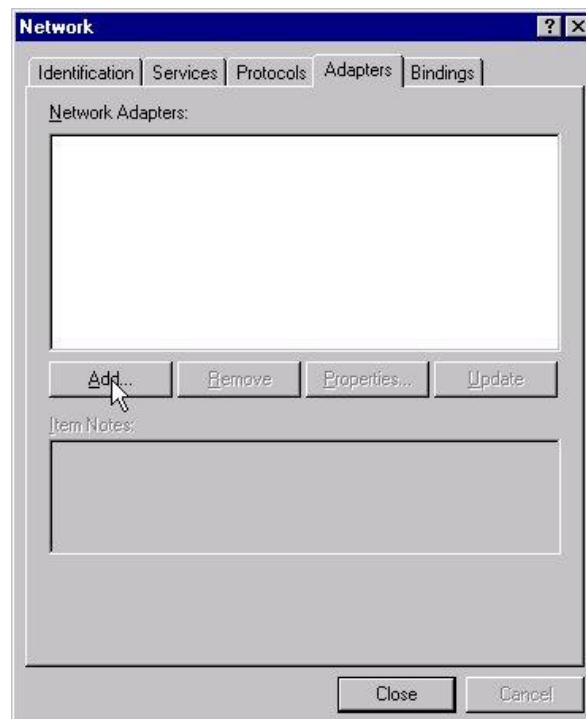 Network
Identification Services Protocols Adapters Bindings
Network Adapters:
Add... Remove Properties... Update
Item Notes:
Close Cancel